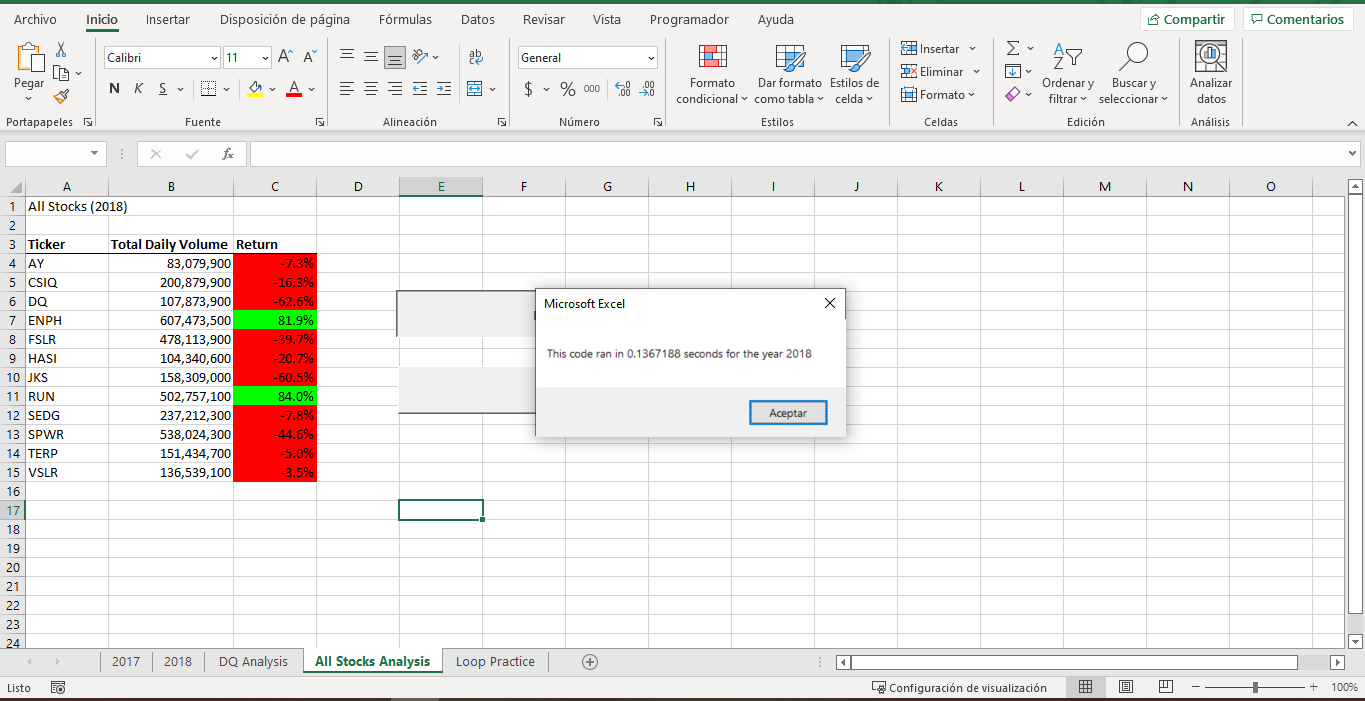 Archivo Inicio Insertar Disposición de página Fórmulas Datos Revisar Vista Programador Ayuda Compartir Comentarios
Pegar
Portapapeles
Calibri 11
N K S A
Fuente
ab
Alineación
General
$ % 000
Número
Formato condicional
Dar formato como tabla
Estilos de celda
Estilos
Insertar
Eliminar
Formato
Celdas
Ordenar y filtrar
Buscar y seleccionar
Edición
Analizar datos
Análisis
fx
A B C D E F G H I J K L M N O
1 All Stocks (2018)
2
3 Ticker Total Daily Volume Return
4 AY 83,079,900 -7.3%
5 CSIQ 200,879,900 -16.3%
6 DQ 107,873,900 -62.6%
7 ENPH 607,473,500 81.9%
8 FSLR 478,113,900 -39.7%
9 HASI 104,340,600 -20.7%
10 JKS 158,309,000 -60.5%
11 RUN 502,757,100 84.0%
12 SEDG 237,212,300 -7.8%
13 SPWR 538,024,300 -44.6%
14 TERP 151,434,700 -5.0%
15 VSLR 136,539,100 -3.5%
16
17
18
19
20
21
22
23
24
Microsoft Excel
This code ran in 0.1367188 seconds for the year 2018
Aceptar
2017 2018 DQ Analysis All Stocks Analysis Loop Practice
Listo Configuración de visualización 100%